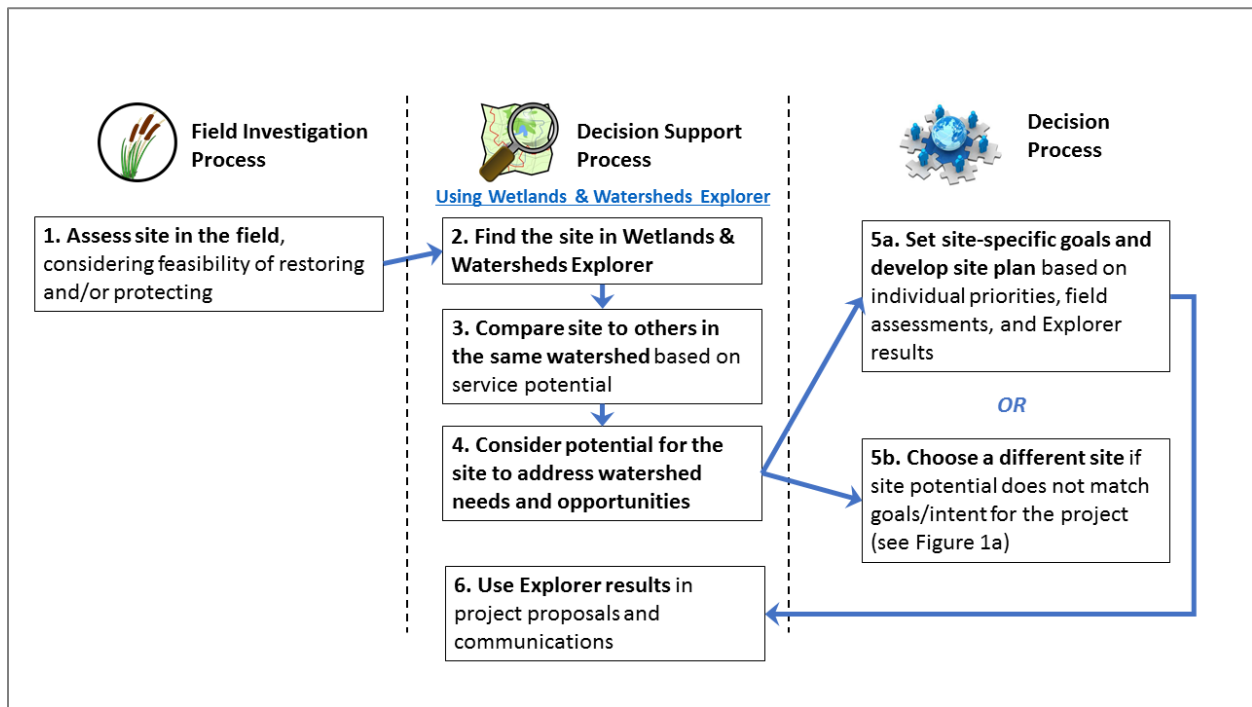 Field Investigation
Process
Decision Support
Process
Using Wetlands & Watersheds Explorer
Decision
Process
1. Assess site in the field,
considering feasibility of restoring
and/or protecting
2. Find the site in Wetlands &
Watersheds Explorer
3. Compare site to others in
the same watershed based on
service potential
4. Consider potential for the
site to address watershed
needs and opportunities
5a. Set site-specific goals and
develop site plan based on
individual priorities, field
assessments, and Explorer
results
OR
5b. Choose a different site if
site potential does not match
goals/intent for the project
(see Figure 1a)
6. Use Explorer results in
project proposals and
communications